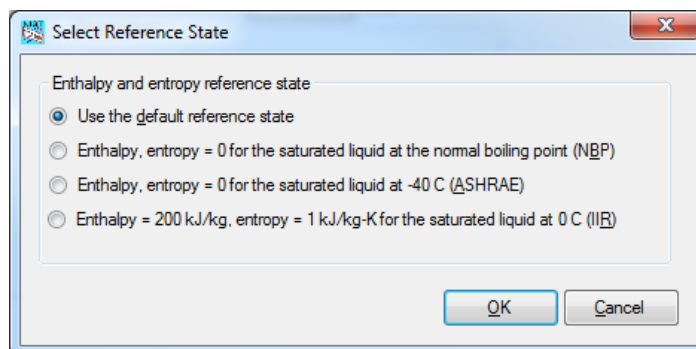 Select Reference State
Enthalpy and entropy reference state
Use the default reference state
Enthalpy, entropy = 0 for the saturated liquid at the normal boiling point (NBP)
Enthalpy, entropy = 0 for the saturated liquid at -40 C (ASHRAE)
Enthalpy = 200 kJ/kg, entropy = 1 kJ/kg-K for the saturated liquid at 0 C (IIR)
OK Cancel